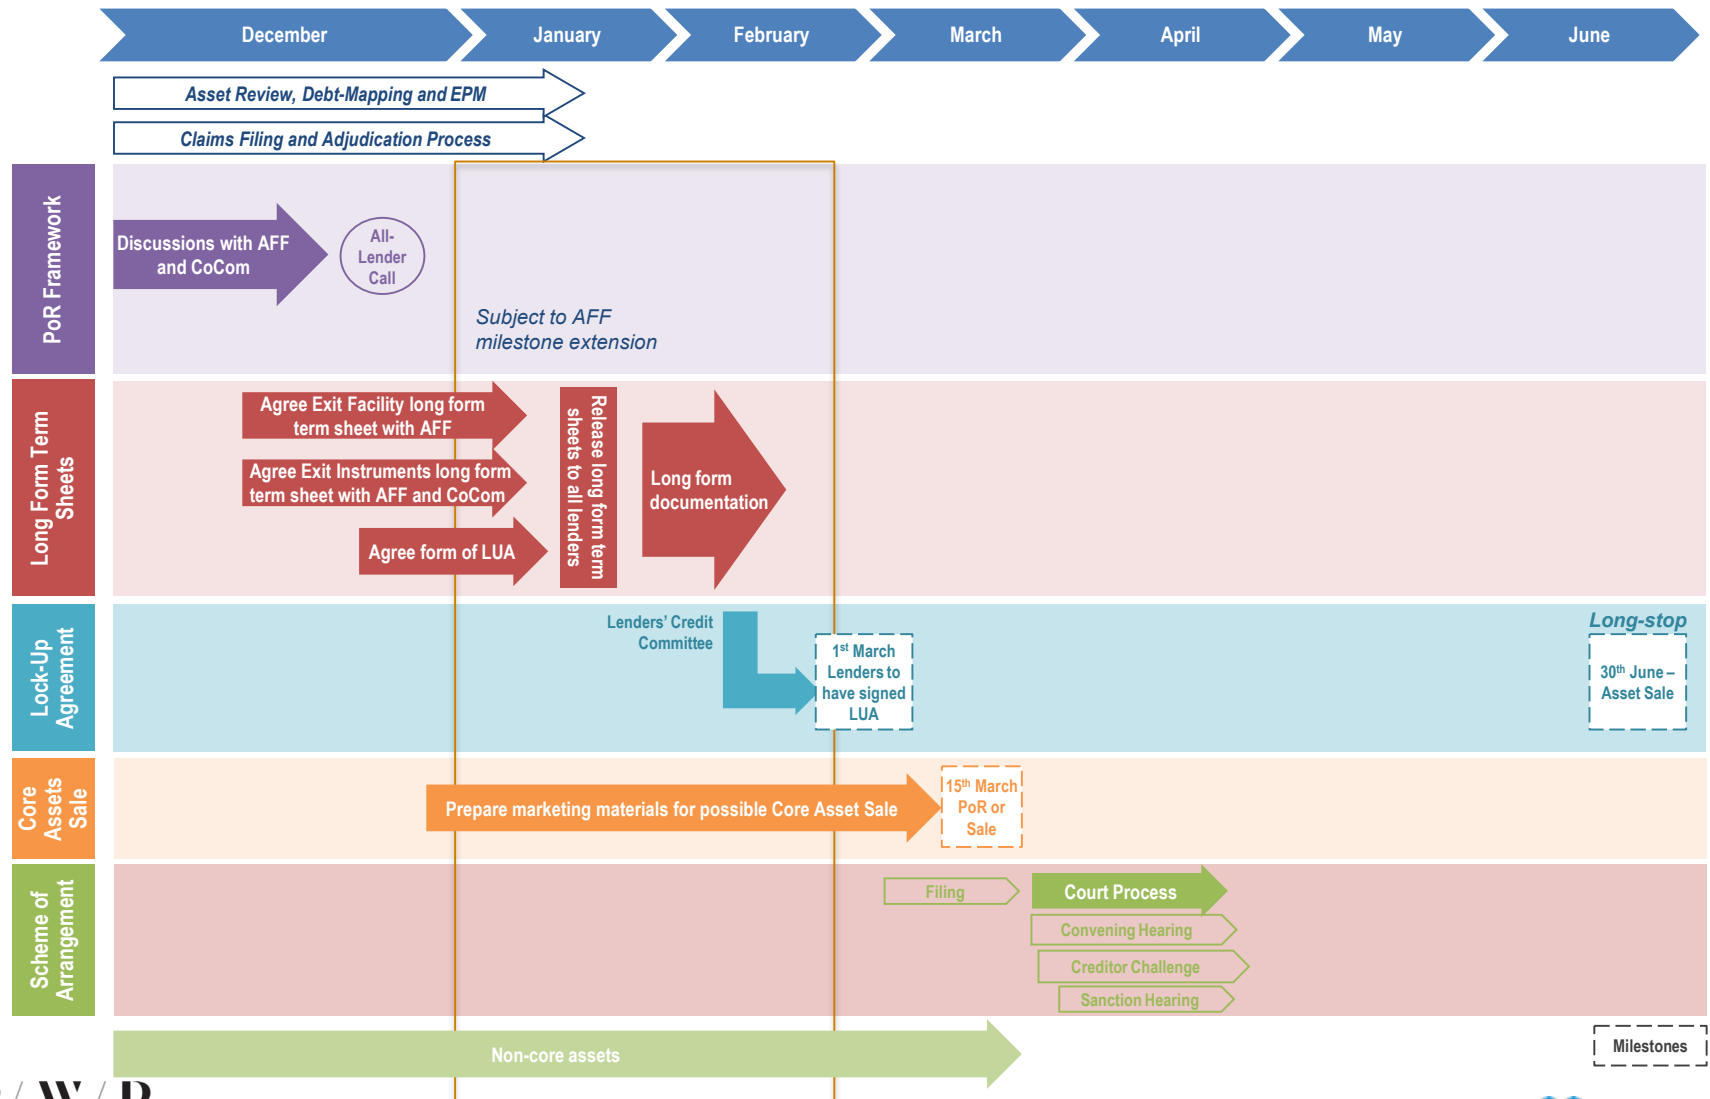 December
January
February
March
April
May
June
Asset Review, Debt-Mapping and EPM
Claims Filing and Adjudication Process
PoR Framework
Discussions with AFF
and CoCom
All-
Lender
Call
Subject to AFF
milestone extension
Long Form Term
Sheets
Agree Exit Facility long form
term sheet with AFF
Agree Exit Instruments long form
term sheet with AFF and CoCom
Agree form of LUA
Release long form term
sheets to all lenders
Long form
documentation
Lock-Up
Agreement
Lenders' Credit
Committee
1st March
Lenders to
have signed
LUA
Long-stop
30th June –
Asset Sale
Core
Assets
Sale
Prepare marketing materials for possible Core Asset Sale
15th March
PoR or
Sale
Scheme of
Arrangement
Filing
Court Process
Convening Hearing
Creditor Challenge
Sanction Hearing
Non-core assets
Milestones